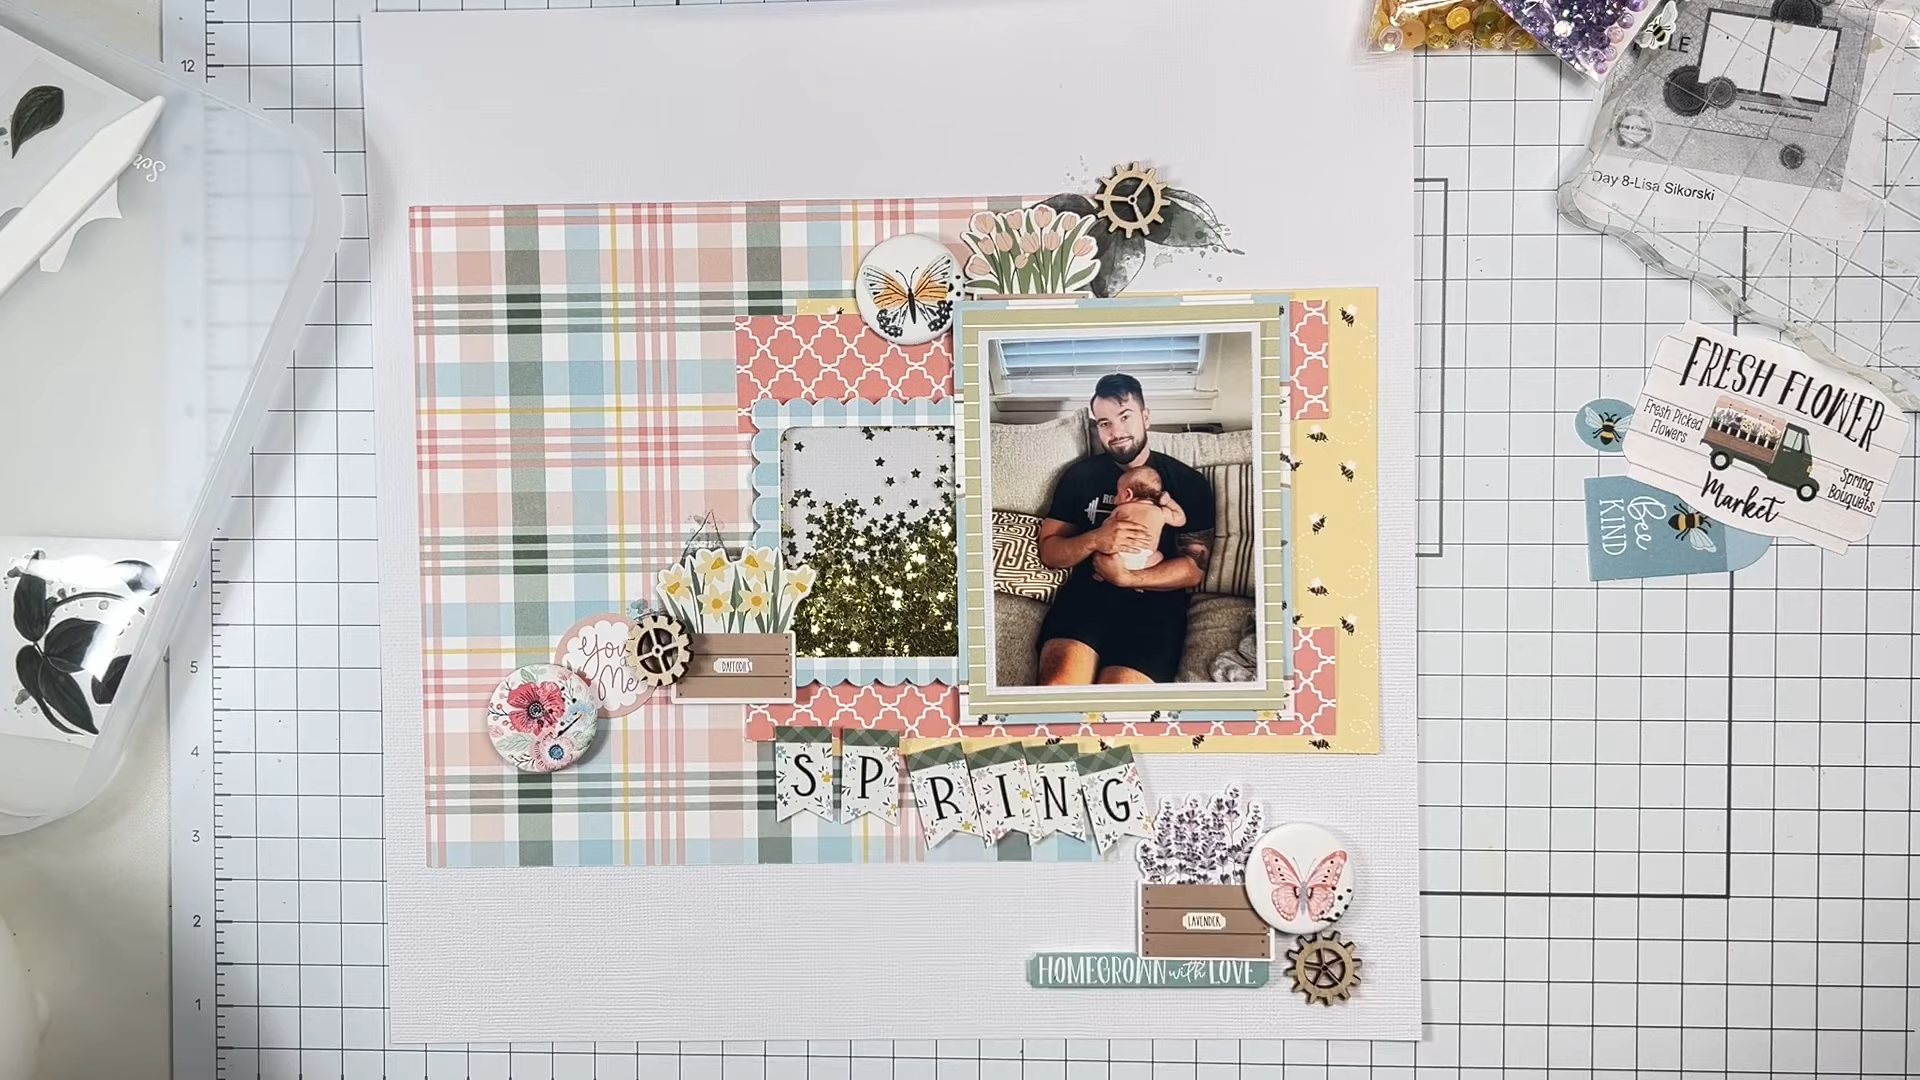 Day 8-Lisa Sikorski
FRESH FLOWER
Fresh Picked
Flowers
Spring
Bouquets
Market
Bee
KIND
You
Me
DAFFODILS
SPRING
LAVENDER
HOMEGROWN with LOVE
12
5
4
3
2
1